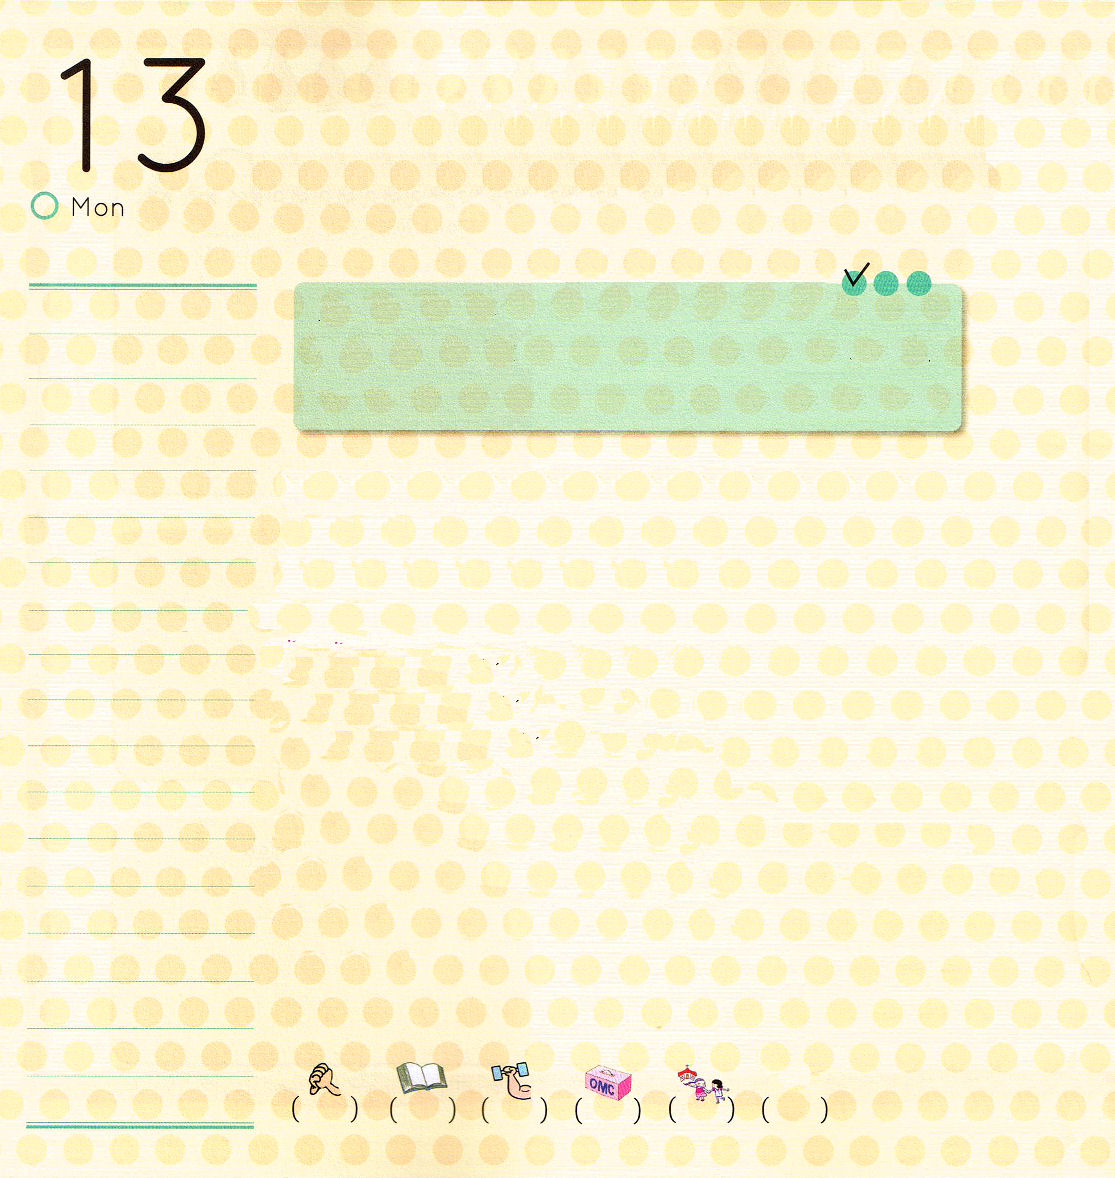 13
Mon
OMC
( ) ( ) ( ) ( ) ( ) ( )